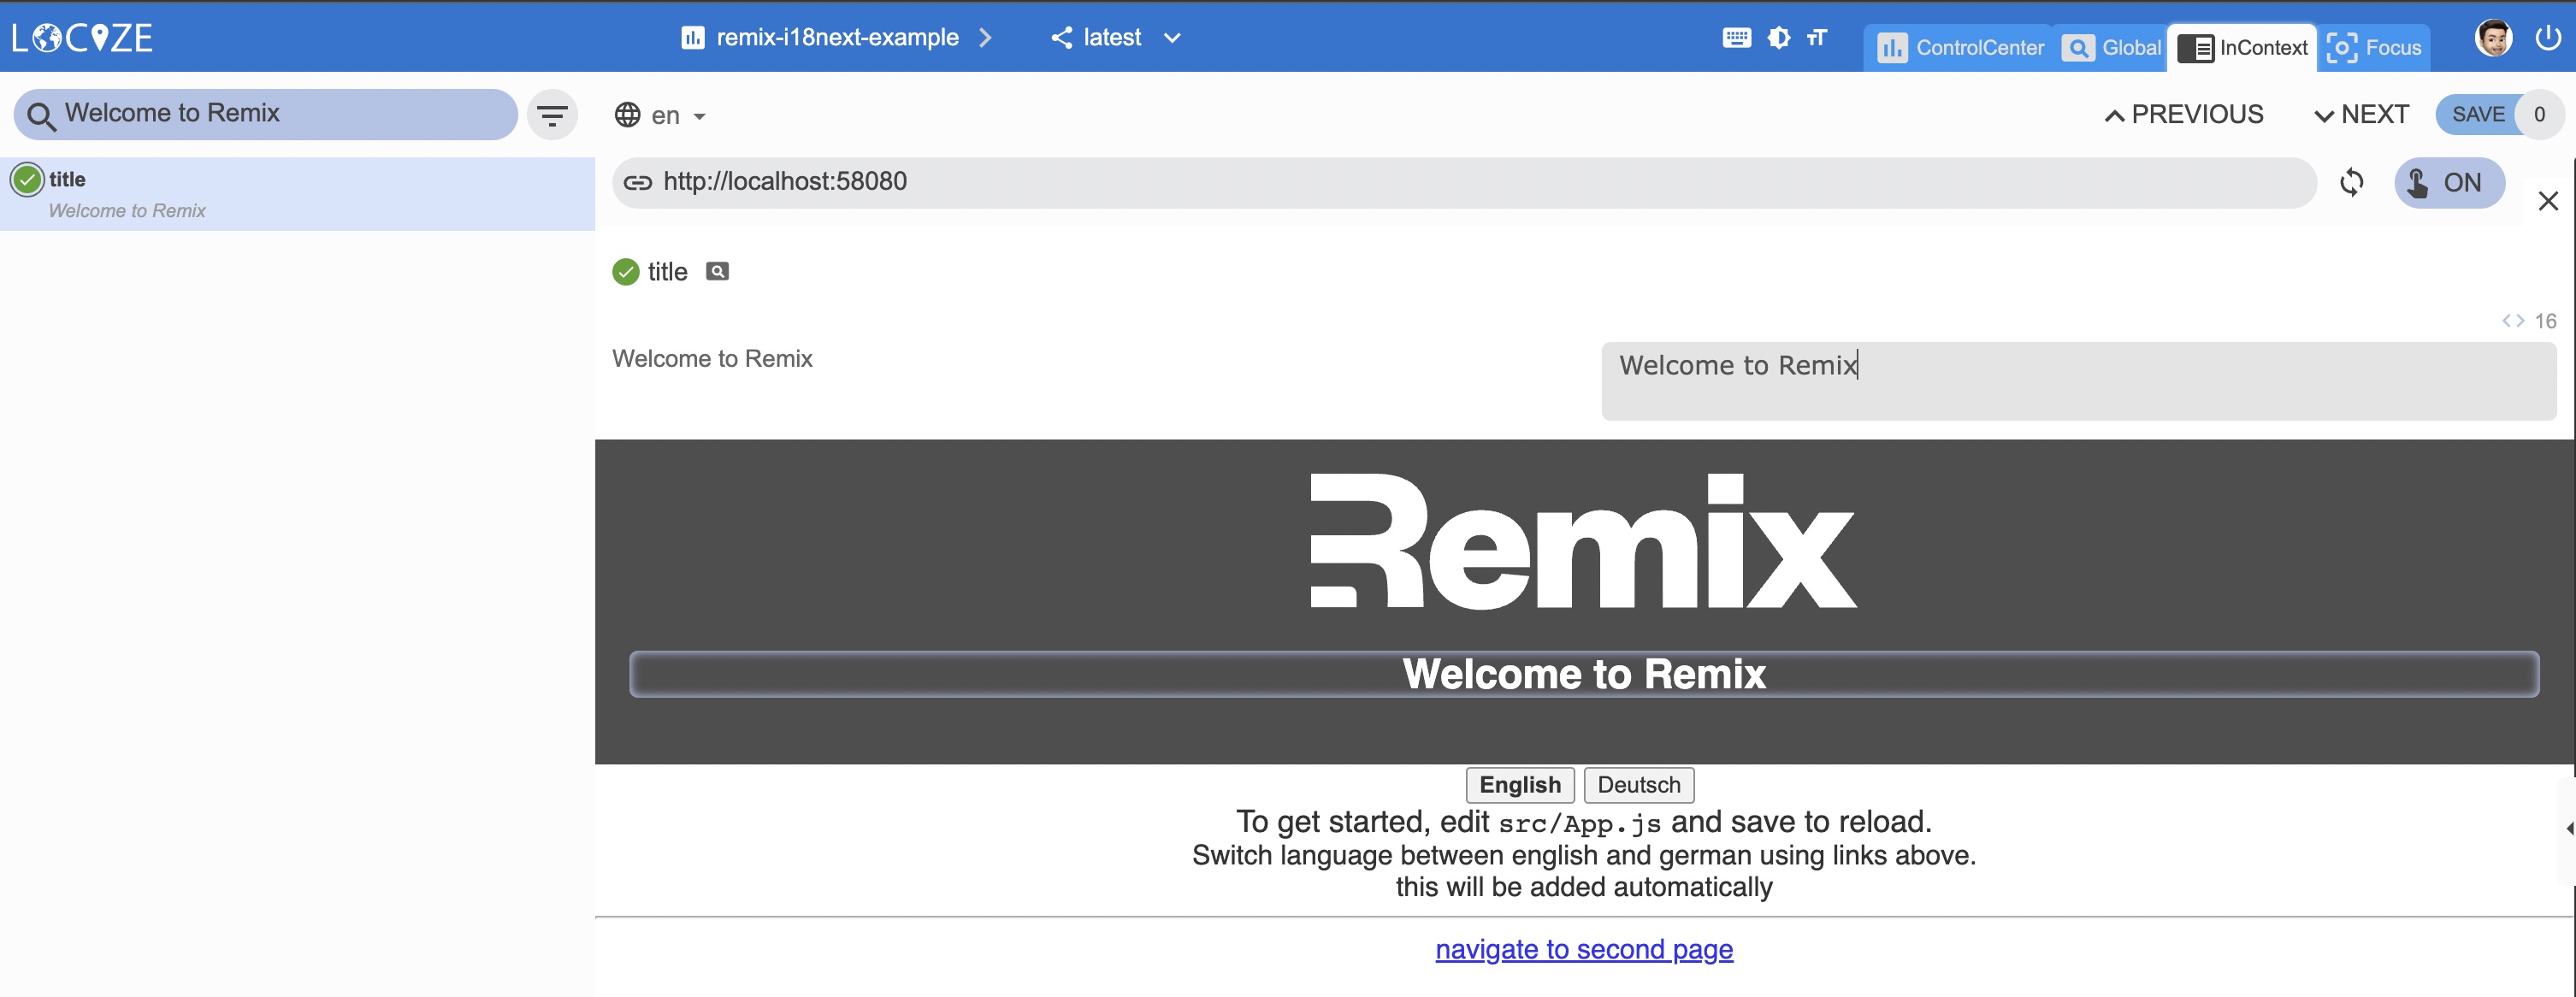 LOCIZE
remix-i18next-example
latest
ControlCenter
Global
InContext
Focus
Welcome to Remix
en
PREVIOUS
NEXT
SAVE 0
title
Welcome to Remix
http://localhost:58080
ON
title
16
Welcome to Remix
Welcome to Remix
Remix
Welcome to Remix
English Deutsch
To get started, edit src/App.js and save to reload.
Switch language between english and german using links above.
this will be added automatically
navigate to second page